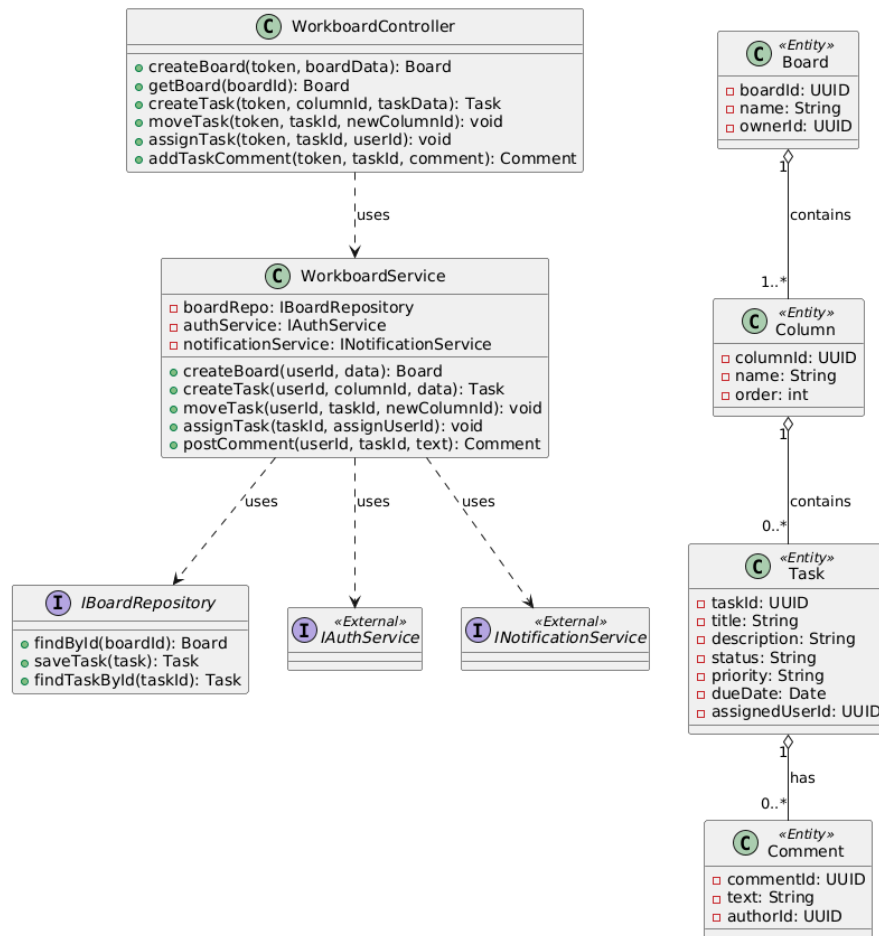 C WorkboardController
createBoard(token, boardData): Board
getBoard(boardId): Board
createTask(token, columnId, taskData): Task
moveTask(token, taskId, newColumnId): void
assignTask(token, taskId, userId): void
addTaskComment(token, taskId, comment): Comment
uses
C WorkboardService
boardRepo: IBoardRepository
authService: IAuthService
notificationService: INotificationService
createBoard(userId, data): Board
createTask(userId, columnId, data): Task
moveTask(userId, taskId, newColumnId): void
assignTask(taskId, assignUserId): void
postComment(userId, taskId, text): Comment
uses
uses
uses
I IBoardRepository
findById(boardId): Board
saveTask(task): Task
findTaskById(taskId): Task
I «External»
IAuthService
I «External»
INotificationService
C «Entity»
Board
boardId: UUID
name: String
ownerId: UUID
1
contains
1..*
C «Entity»
Column
columnId: UUID
name: String
order: int
1
contains
0..*
C «Entity»
Task
taskId: UUID
title: String
description: String
status: String
priority: String
dueDate: Date
assignedUserId: UUID
1
has
0..*
C «Entity»
Comment
commentId: UUID
text: String
authorId: UUID